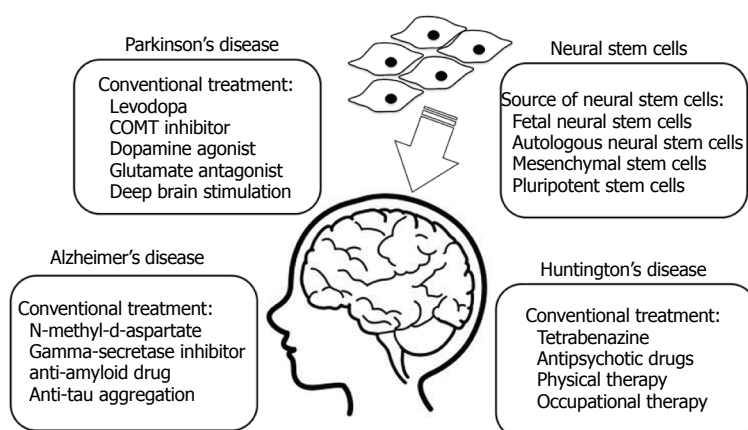 Parkinson's disease
Conventional treatment:
Levodopa
COMT inhibitor
Dopamine agonist
Glutamate antagonist
Deep brain stimulation
Neural stem cells
Source of neural stem cells:
Fetal neural stem cells
Autologous neural stem cells
Mesenchymal stem cells
Pluripotent stem cells
Alzheimer's disease
Conventional treatment:
N-methyl-d-aspartate
Gamma-secretase inhibitor
anti-amyloid drug
Anti-tau aggregation
Huntington's disease
Conventional treatment:
Tetrabenazine
Antipsychotic drugs
Physical therapy
Occupational therapy